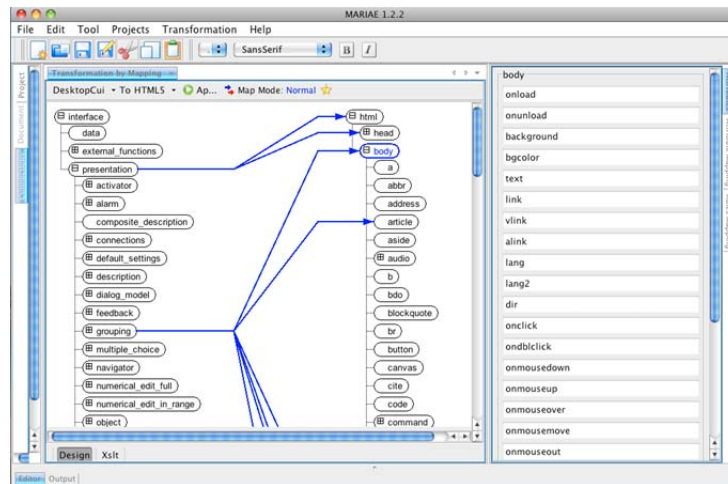 MARIAE 1.2.2
File Edit Tool Projects Transformation Help
SansSerif B I
Document Project
Transformation by Mapping
DesktopCui To HTML5 Ap... Map Mode: Normal
interface
data
external_functions
presentation
activator
alarm
composite_description
connections
default_settings
description
dialog_model
feedback
grouping
multiple_choice
navigator
numerical_edit_full
numerical_edit_in_range
object
html
head
body
a
abbr
address
article
aside
audio
b
bdo
blockquote
br
button
canvas
cite
code
command
Design Xslt
body
onload
onunload
background
bgcolor
text
link
vlink
alink
lang
lang2
dir
onclick
ondblclick
onmousedown
onmouseup
onmouseover
onmousemove
onmouseout
Editor Output